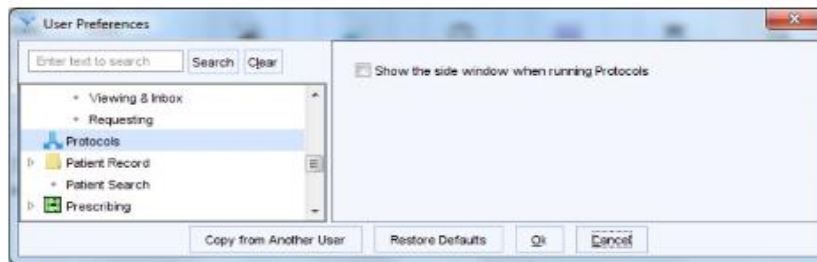 User Preferences
Enter text to search
Search
Clear
Show the side window when running Protocols
Viewing & Inbox
Requesting
Protocols
Patient Record
Patient Search
Prescribing
Copy from Another User
Restore Defaults
Ok
Cancel